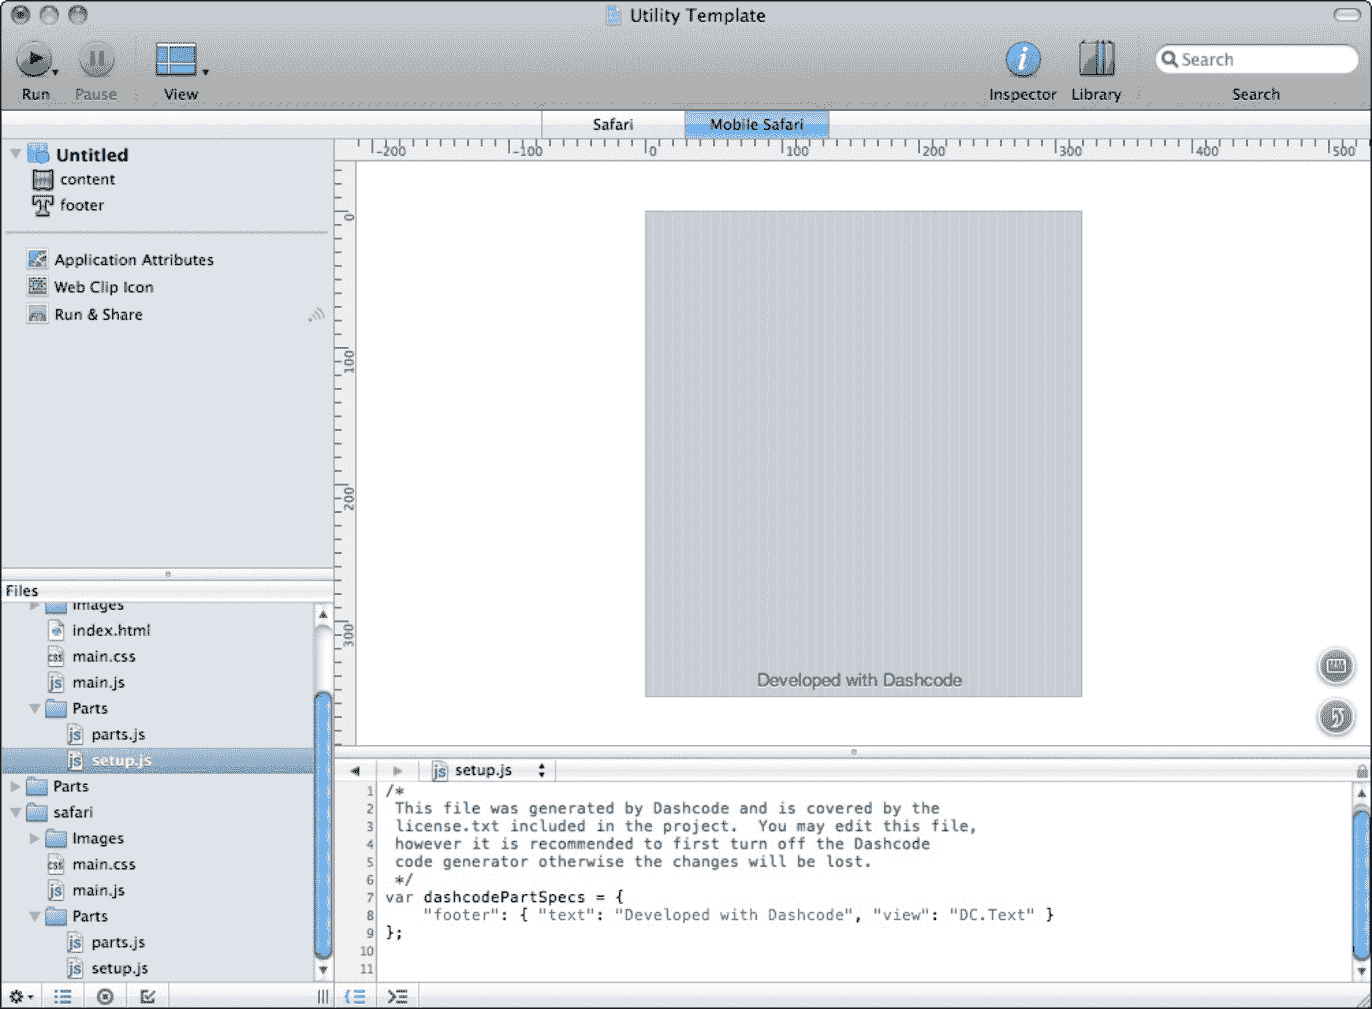 Utility Template
Run
Pause
View
Inspector
Library
Search
Search
Safari
Mobile Safari
Untitled
content
footer
Application Attributes
Web Clip Icon
Run & Share
-200
-100
0
100
200
300
400
500
0
100
200
300
Developed with Dashcode
Files
Images
index.html
main.css
main.js
Parts
parts.js
setup.js
Parts
safari
Images
main.css
main.js
Parts
parts.js
setup.js
setup.js
1 /*
2 This file was generated by Dashcode and is covered by the
3 license.txt included in the project.  You may edit this file,
4 however it is recommended to first turn off the Dashcode
5 code generator otherwise the changes will be lost.
6 */
7 var dashcodePartSpecs = {
8 "footer": { "text": "Developed with Dashcode", "view": "DC.Text" }
9 };
10
11